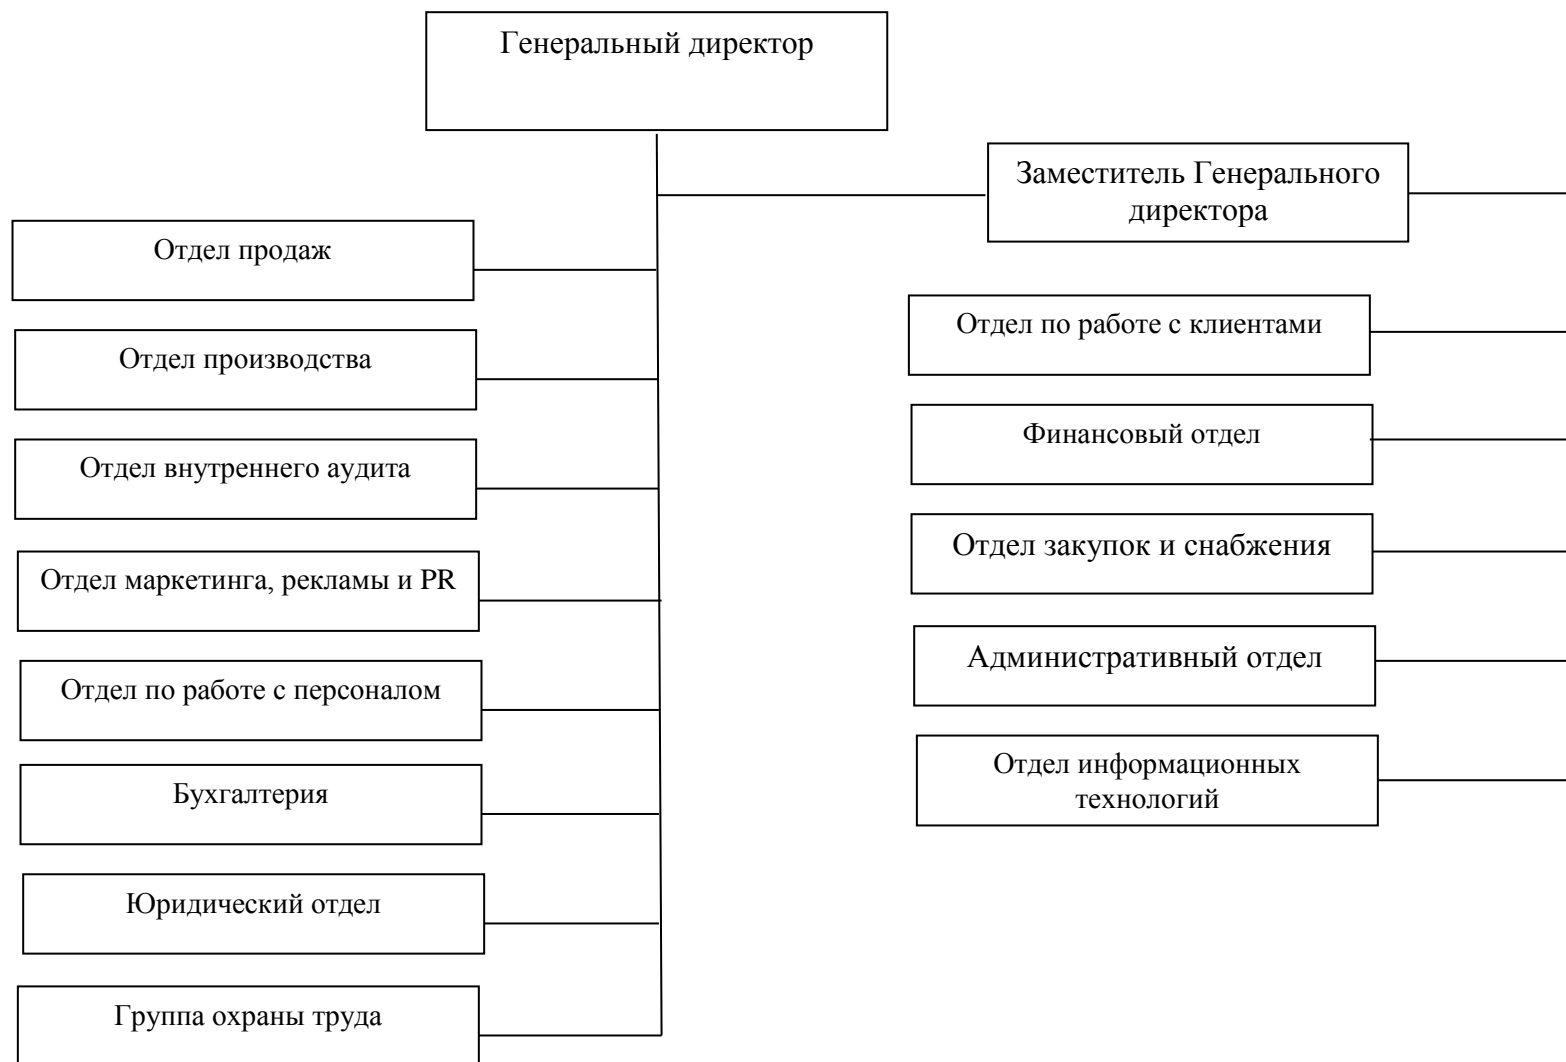 Генеральный директор
Заместитель Генерального
директора
Отдел продаж
Отдел производства
Отдел внутреннего аудита
Отдел маркетинга, рекламы и PR
Отдел по работе с персоналом
Бухгалтерия
Юридический отдел
Группа охраны труда
Отдел по работе с клиентами
Финансовый отдел
Отдел закупок и снабжения
Административный отдел
Отдел информационных
технологий